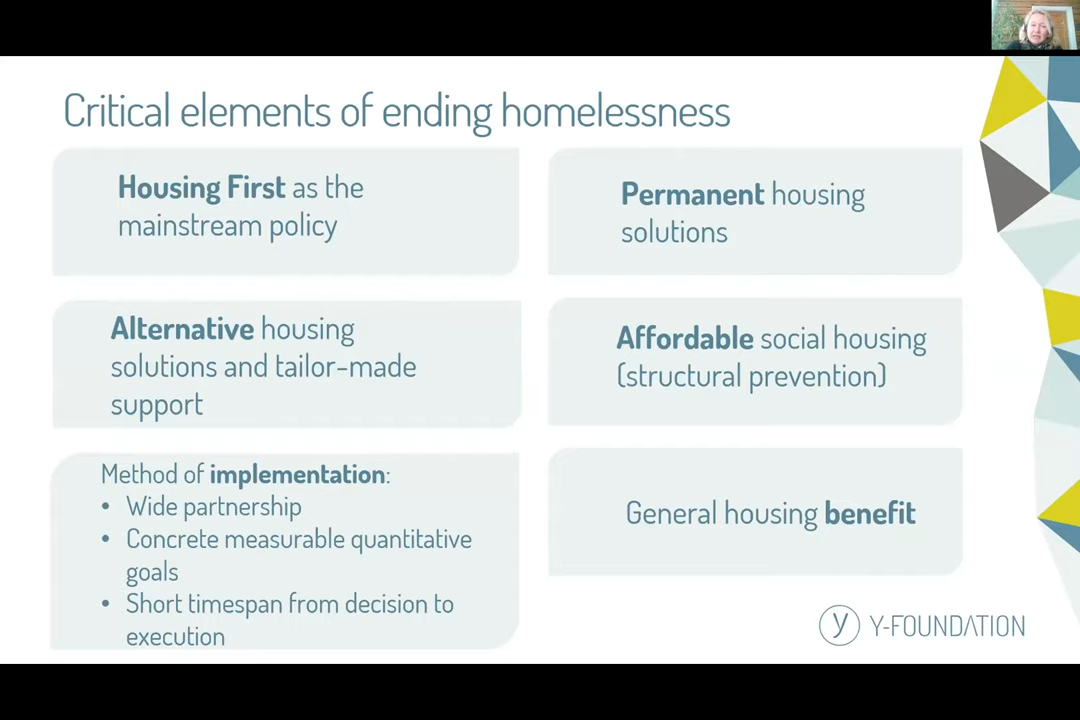 Critical elements of ending homelessness
Housing First as the
mainstream policy
Permanent housing
solutions
Alternative housing
solutions and tailor-made
support
Affordable social housing
(structural prevention)
Method of implementation:
• Wide partnership
• Concrete measurable quantitative
goals
• Short timespan from decision to
execution
General housing benefit
y Y-FOUNDATION